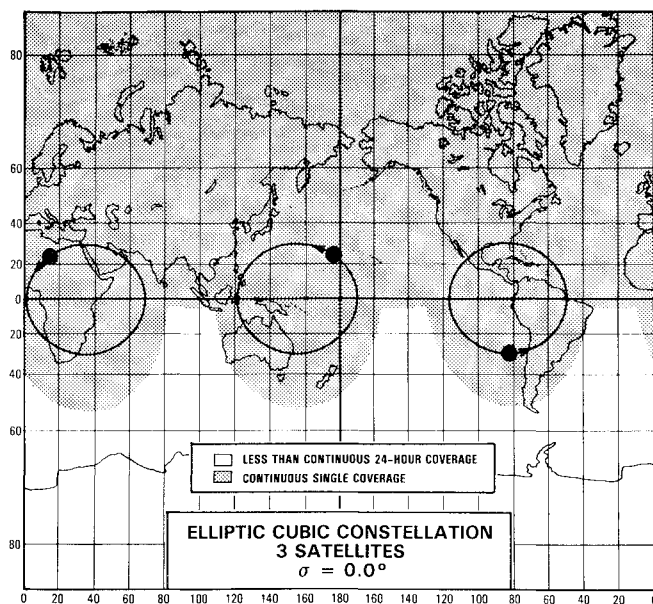 80
60
40
20
0
20
40
60
80
LESS THAN CONTINUOUS 24-HOUR COVERAGE
CONTINUOUS SINGLE COVERAGE
ELLIPTIC CUBIC CONSTELLATION
3 SATELLITES
σ = 0.0°
0 20 40 60 80 100 120 140 160 180 160 140 120 100 80 60 40 20 0